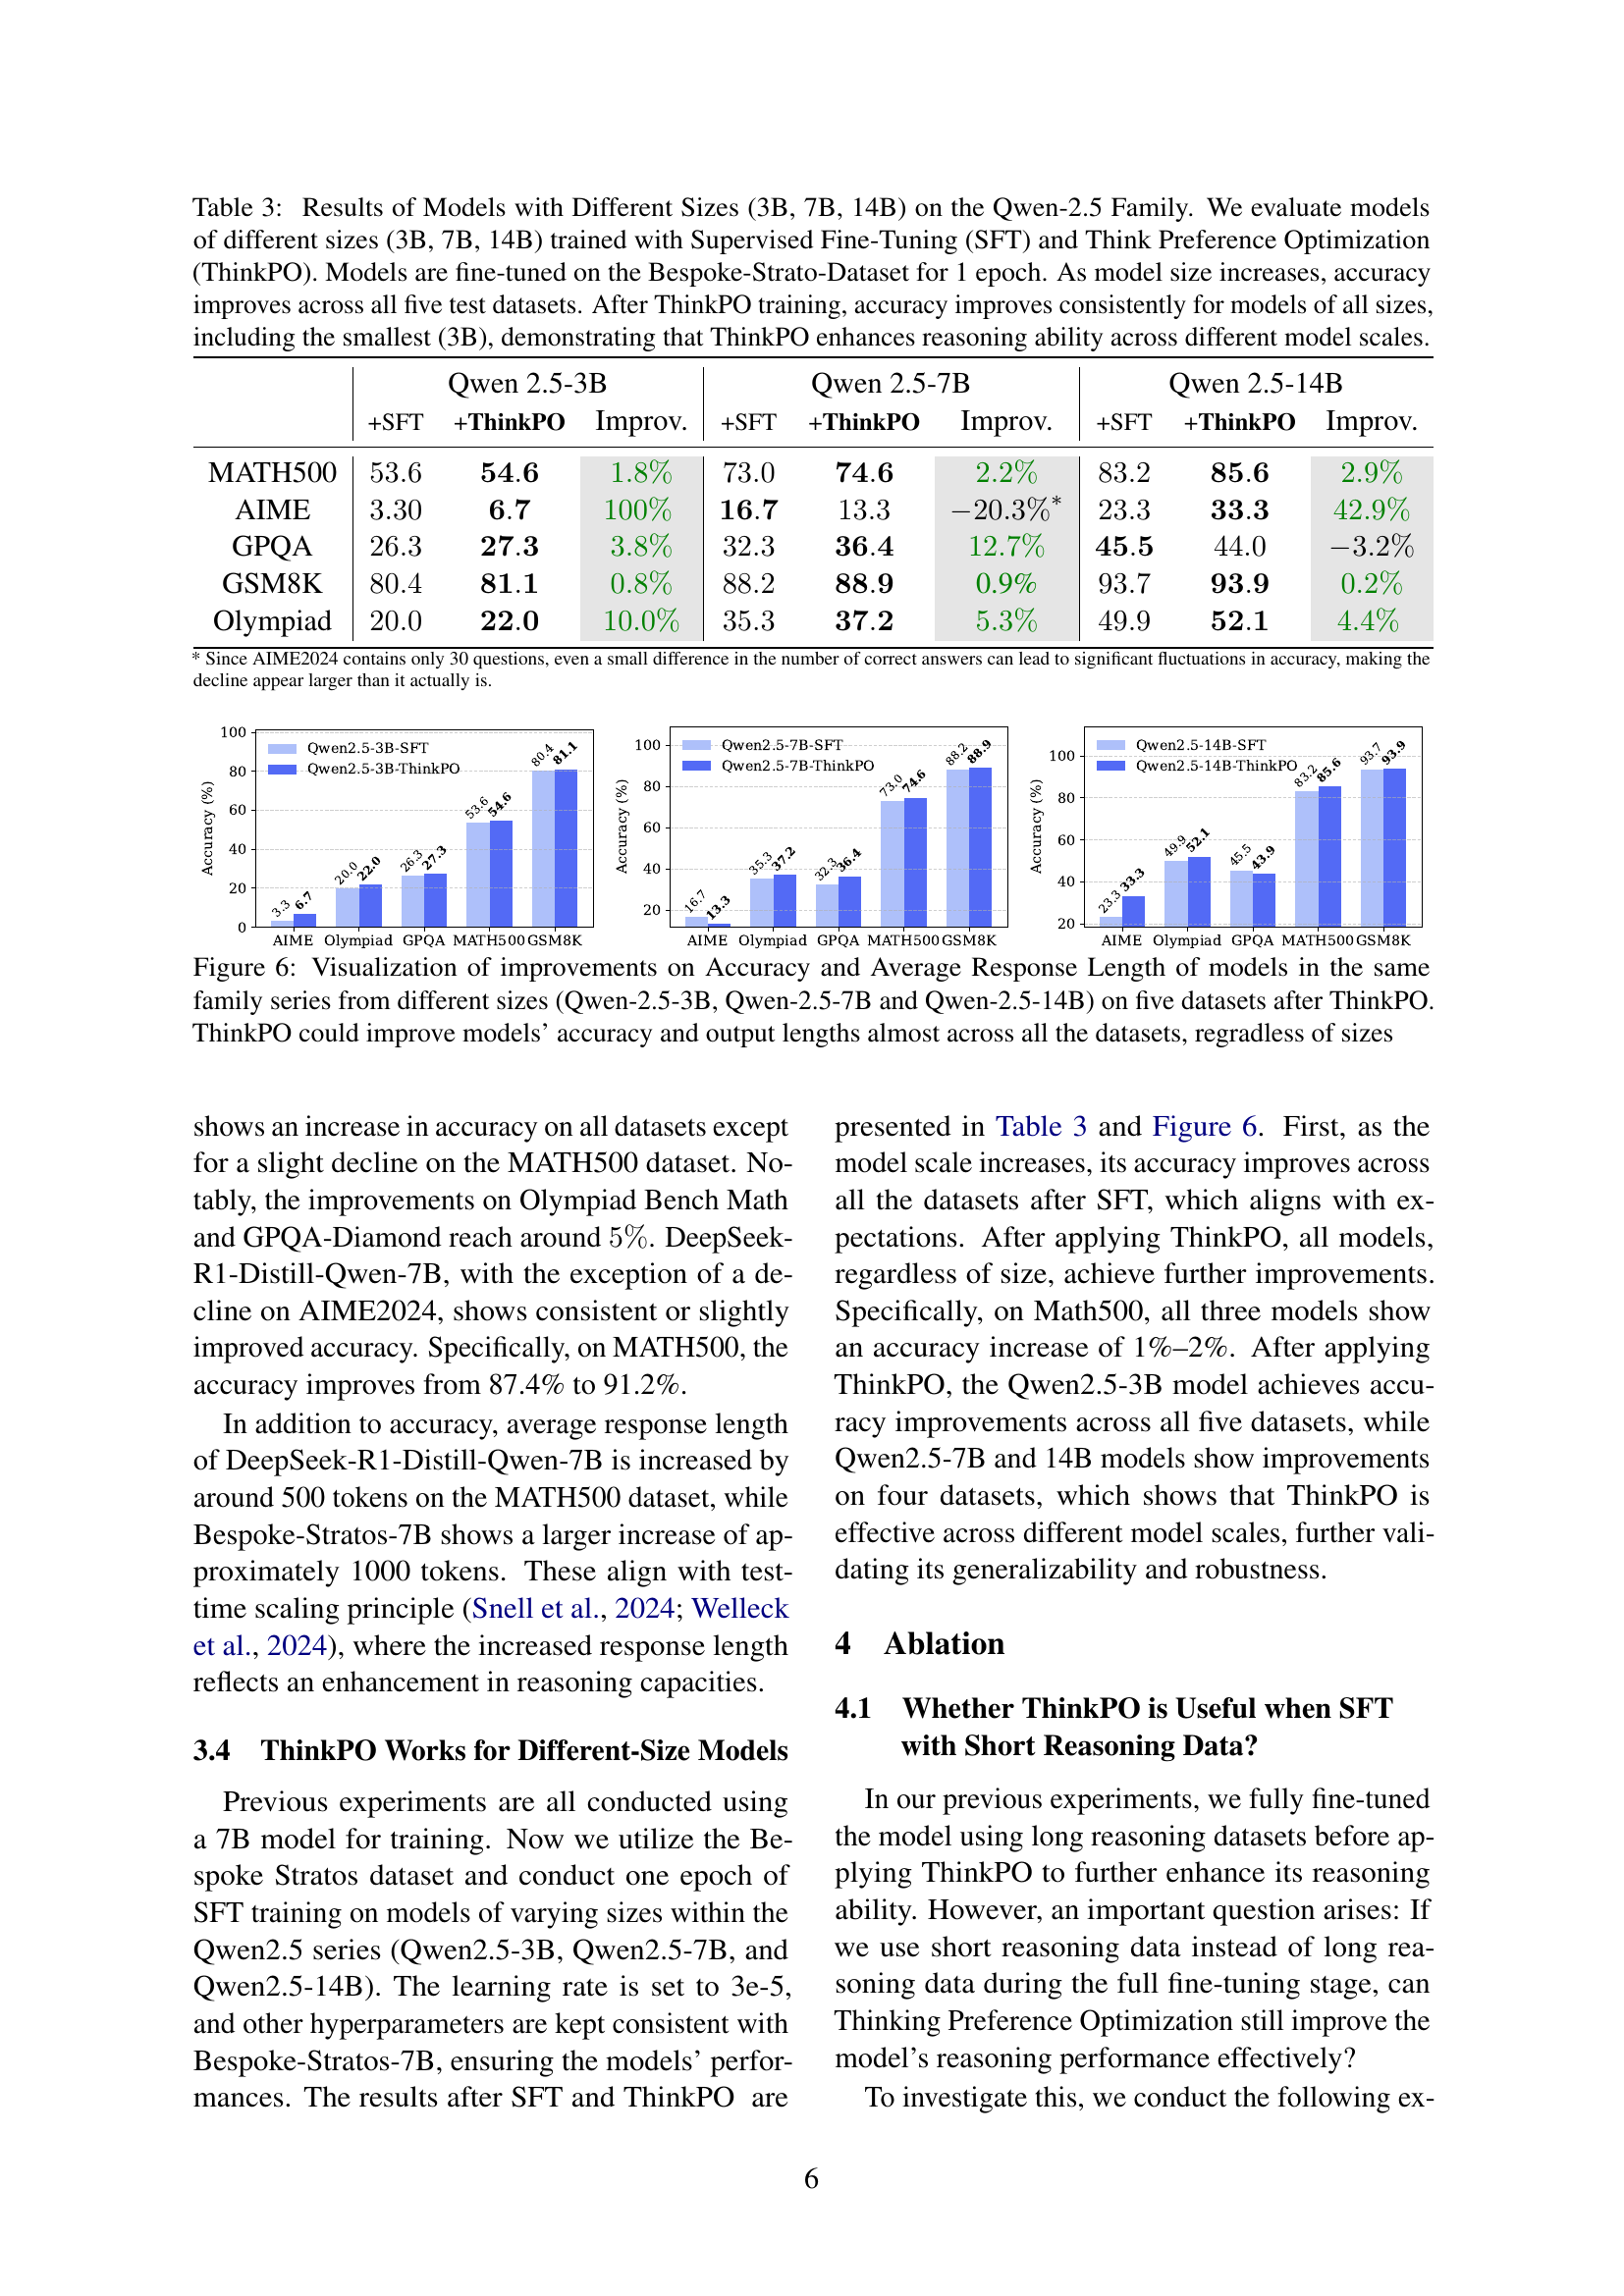 Table 3: Results of Models with Different Sizes (3B, 7B, 14B) on the Qwen-2.5 Family. We evaluate models
of different sizes (3B, 7B, 14B) trained with Supervised Fine-Tuning (SFT) and Think Preference Optimization
(ThinkPO). Models are fine-tuned on the Bespoke-Strato-Dataset for 1 epoch. As model size increases, accuracy
improves across all five test datasets. After ThinkPO training, accuracy improves consistently for models of all sizes,
including the smallest (3B), demonstrating that ThinkPO enhances reasoning ability across different model scales.
Qwen 2.5-3B Qwen 2.5-7B Qwen 2.5-14B
+SFT +ThinkPO Improv. +SFT +ThinkPO Improv. +SFT +ThinkPO Improv.
MATH500 53.6 54.6 1.8% 73.0 74.6 2.2% 83.2 85.6 2.9%
AIME 3.30 6.7 100% 16.7 13.3 −20.3%* 23.3 33.3 42.9%
GPQA 26.3 27.3 3.8% 32.3 36.4 12.7% 45.5 44.0 −3.2%
GSM8K 80.4 81.1 0.8% 88.2 88.9 0.9% 93.7 93.9 0.2%
Olympiad 20.0 22.0 10.0% 35.3 37.2 5.3% 49.9 52.1 4.4%
* Since AIME2024 contains only 30 questions, even a small difference in the number of correct answers can lead to significant fluctuations in accuracy, making the
decline appear larger than it actually is.
Accuracy (%)
100
80
60
40
20
0
Qwen2.5-3B-SFT
Qwen2.5-3B-ThinkPO
3.3 6.7 20.0 22.0 26.3 27.3 53.6 54.6 80.4 81.1
AIME Olympiad GPQA MATH500 GSM8K
Accuracy (%)
100
80
60
40
20
Qwen2.5-7B-SFT
Qwen2.5-7B-ThinkPO
16.7 13.3 35.3 37.2 32.3 36.4 73.0 74.6 88.2 88.9
AIME Olympiad GPQA MATH500 GSM8K
Accuracy (%)
100
80
60
40
20
Qwen2.5-14B-SFT
Qwen2.5-14B-ThinkPO
23.3 33.3 49.9 52.1 45.5 43.9 83.2 85.6 93.7 93.9
AIME Olympiad GPQA MATH500 GSM8K
Figure 6: Visualization of improvements on Accuracy and Average Response Length of models in the same
family series from different sizes (Qwen-2.5-3B, Qwen-2.5-7B and Qwen-2.5-14B) on five datasets after ThinkPO.
ThinkPO could improve models' accuracy and output lengths almost across all the datasets, regradless of sizes
shows an increase in accuracy on all datasets except
for a slight decline on the MATH500 dataset. No-
tably, the improvements on Olympiad Bench Math
and GPQA-Diamond reach around 5%. DeepSeek-
R1-Distill-Qwen-7B, with the exception of a de-
cline on AIME2024, shows consistent or slightly
improved accuracy. Specifically, on MATH500, the
accuracy improves from 87.4% to 91.2%.
In addition to accuracy, average response length
of DeepSeek-R1-Distill-Qwen-7B is increased by
around 500 tokens on the MATH500 dataset, while
Bespoke-Stratos-7B shows a larger increase of ap-
proximately 1000 tokens. These align with test-
time scaling principle (Snell et al., 2024; Welleck
et al., 2024), where the increased response length
reflects an enhancement in reasoning capacities.
3.4 ThinkPO Works for Different-Size Models
Previous experiments are all conducted using
a 7B model for training. Now we utilize the Be-
spoke Stratos dataset and conduct one epoch of
SFT training on models of varying sizes within the
Qwen2.5 series (Qwen2.5-3B, Qwen2.5-7B, and
Qwen2.5-14B). The learning rate is set to 3e-5,
and other hyperparameters are kept consistent with
Bespoke-Stratos-7B, ensuring the models' perfor-
mances. The results after SFT and ThinkPO are
presented in Table 3 and Figure 6. First, as the
model scale increases, its accuracy improves across
all the datasets after SFT, which aligns with ex-
pectations. After applying ThinkPO, all models,
regardless of size, achieve further improvements.
Specifically, on Math500, all three models show
an accuracy increase of 1%–2%. After applying
ThinkPO, the Qwen2.5-3B model achieves accu-
racy improvements across all five datasets, while
Qwen2.5-7B and 14B models show improvements
on four datasets, which shows that ThinkPO is
effective across different model scales, further vali-
dating its generalizability and robustness.
4 Ablation
4.1 Whether ThinkPO is Useful when SFT
with Short Reasoning Data?
In our previous experiments, we fully fine-tuned
the model using long reasoning datasets before ap-
plying ThinkPO to further enhance its reasoning
ability. However, an important question arises: If
we use short reasoning data instead of long rea-
soning data during the full fine-tuning stage, can
Thinking Preference Optimization still improve the
model's reasoning performance effectively?
To investigate this, we conduct the following ex-
6